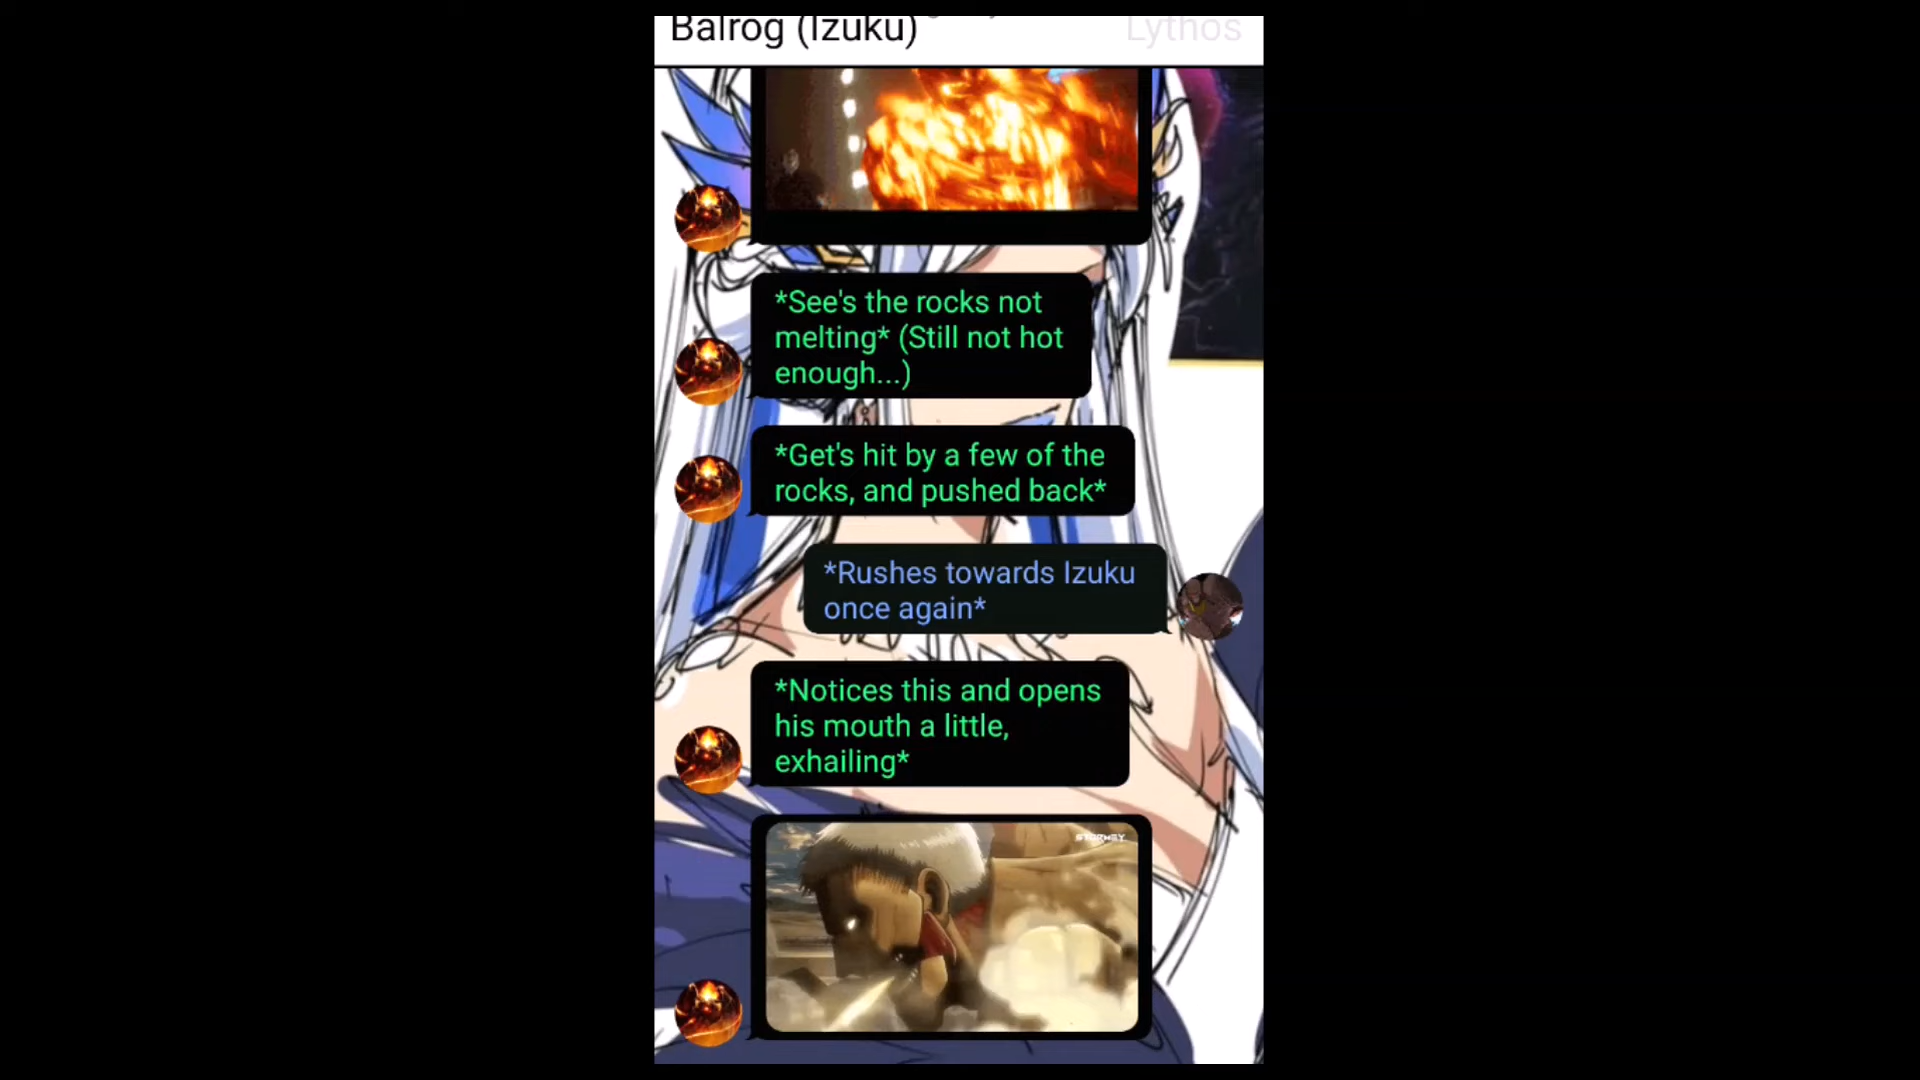 Balrog (Izuku)
Lythos
*See's the rocks not
melting* (Still not hot
enough...)
*Get's hit by a few of the
rocks, and pushed back*
*Rushes towards Izuku
once again*
*Notices this and opens
his mouth a little,
exhailing*